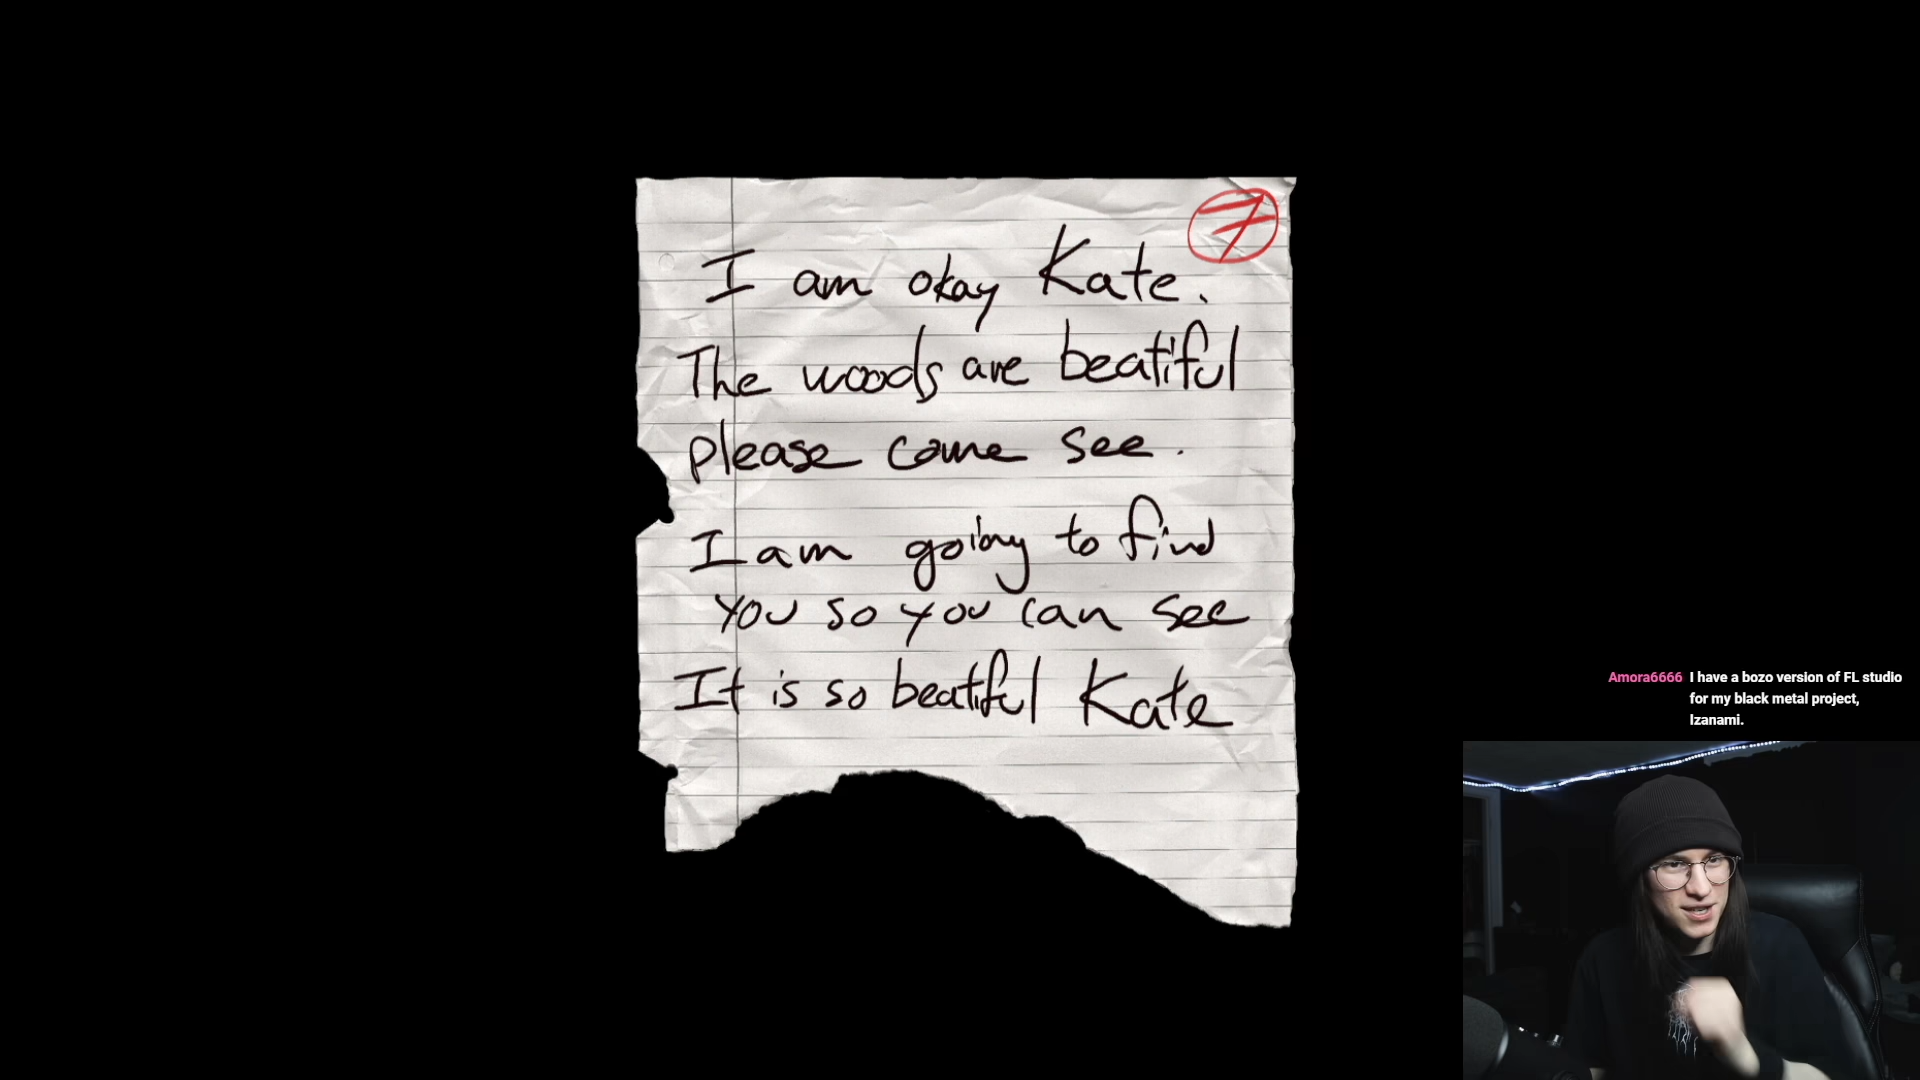 7
I am okay Kate.
The woods are beatiful
please come see.
I am going to find
you so you can see
It is so beatiful Kate
Amora6666 I have a bozo version of FL studio
for my black metal project,
Izanami.